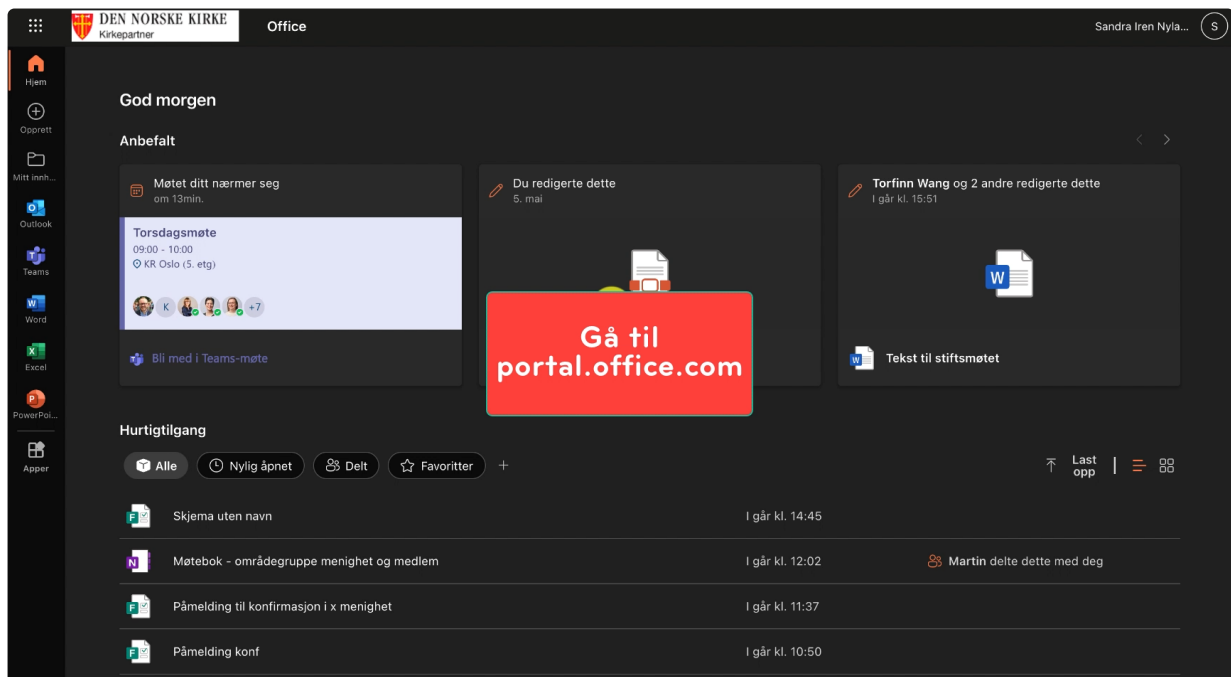 DEN NORSKE KIRKE
Kirkepartner
Office
Sandra Iren Nyla...
S
Hjem
Opprett
Mitt innh...
Outlook
Teams
Word
Excel
PowerPoi...
Apper
God morgen
Anbefalt
Møtet ditt nærmer seg
om 13min.
Torsdagsmøte
09:00 - 10:00
KR Oslo (5. etg)
K
+7
Bli med i Teams-møte
Du redigerte dette
5. mai
Gå til
portal.office.com
Torfinn Wang og 2 andre redigerte dette
I går kl. 15:51
W
Tekst til stiftsmøtet
Hurtigtilgang
Alle
Nylig åpnet
Delt
Favoritter
+
Last
opp
Skjema uten navn
I går kl. 14:45
Møtebok - områdegruppe menighet og medlem
I går kl. 12:02
Martin delte dette med deg
Påmelding til konfirmasjon i x menighet
I går kl. 11:37
Påmelding konf
I går kl. 10:50